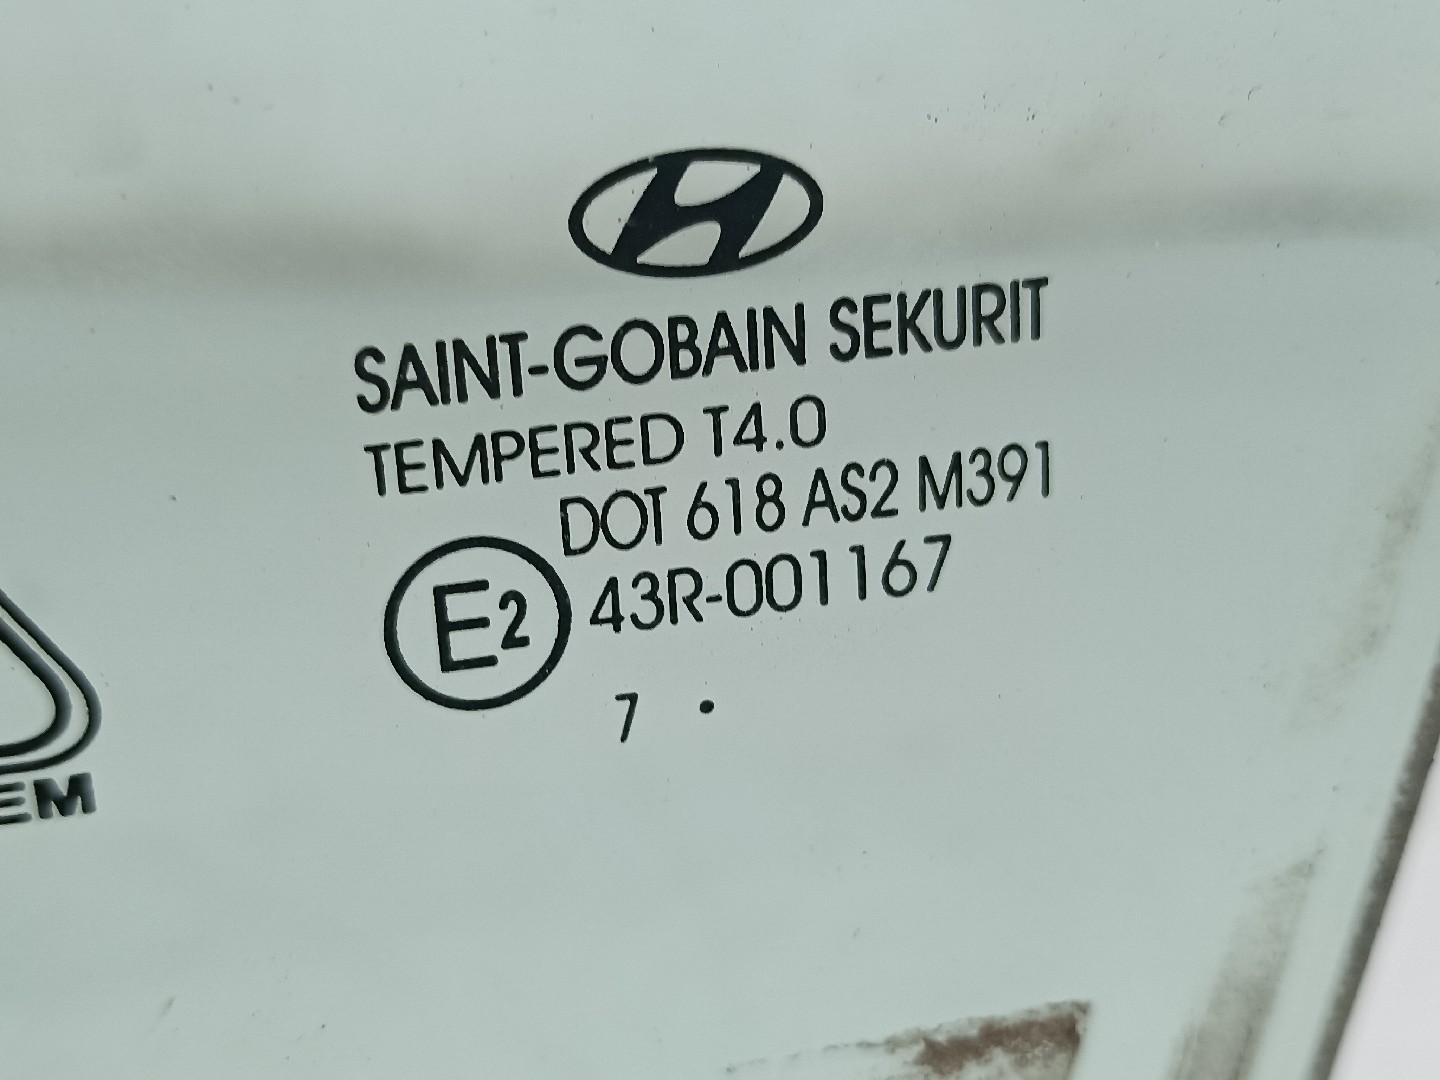 SAINT-GOBAIN SEKURIT
TEMPERED T4.0
DOT 618 AS2 M391
E2 43R-001167
7 .
EM